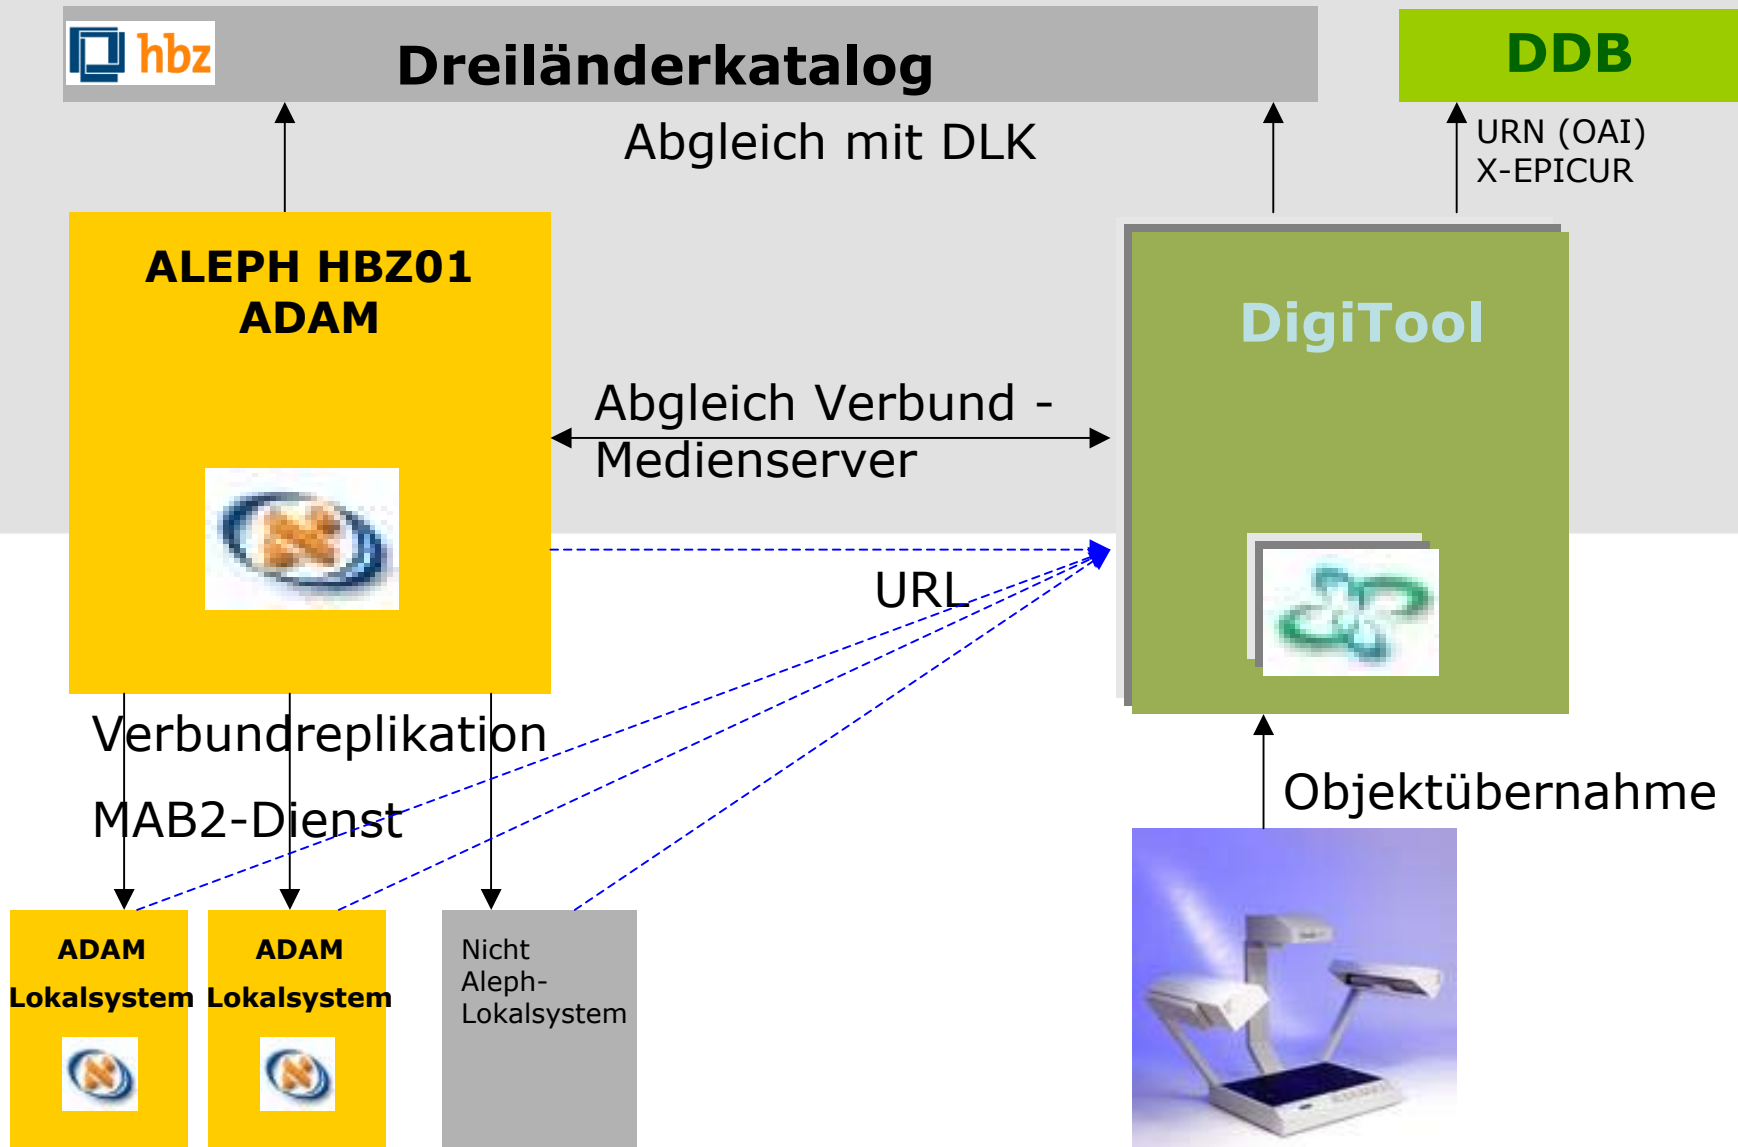 hbz
Dreiländerkatalog
DDB
Abgleich mit DLK
URN (OAI)
X-EPICUR
ALEPH HBZ01
ADAM
DigiTool
Abgleich Verbund -
Medienserver
URL
Verbundreplikation
MAB2-Dienst
Objektübernahme
ADAM
Lokalsystem
ADAM
Lokalsystem
Nicht
Aleph-
Lokalsystem